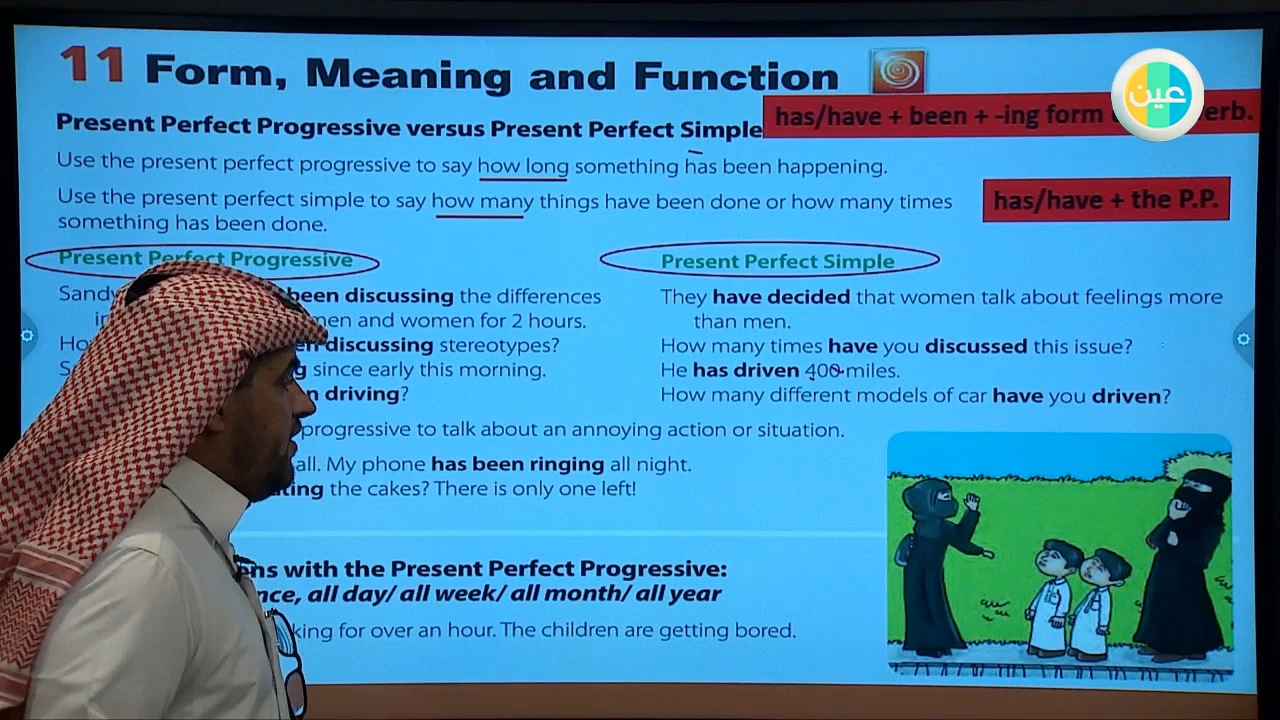 11 Form, Meaning and Function
عين
Present Perfect Progressive versus Present Perfect Simple
has/have + been + -ing form verb.
Use the present perfect progressive to say how long something has been happening.
Use the present perfect simple to say how many things have been done or how many times
something has been done.
has/have + the P.P.
Present Perfect Progressive
Sandy been discussing the differences
men and women for 2 hours.
discussing stereotypes?
since early this morning.
driving?
Present Perfect Simple
They have decided that women talk about feelings more
than men.
How many times have you discussed this issue?
He has driven 400 miles.
How many different models of car have you driven?
progressive to talk about an annoying action or situation.
all. My phone has been ringing all night.
the cakes? There is only one left!
with the Present Perfect Progressive:
all day/ all week/ all month/ all year
for over an hour. The children are getting bored.